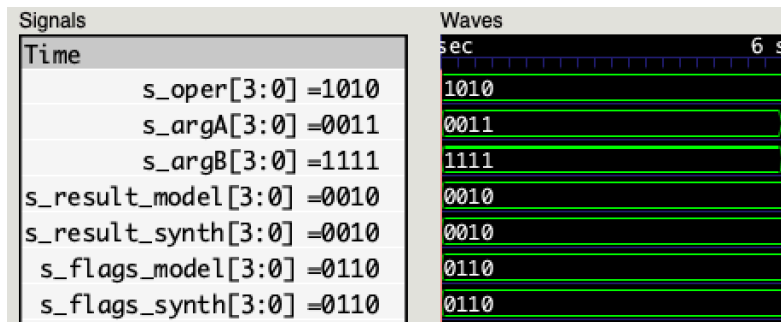 Signals Waves
Time sec 6 s
s_oper[3:0] =1010 1010
s_argA[3:0] =0011 0011
s_argB[3:0] =1111 1111
s_result_model[3:0] =0010 0010
s_result_synth[3:0] =0010 0010
s_flags_model[3:0] =0110 0110
s_flags_synth[3:0] =0110 0110